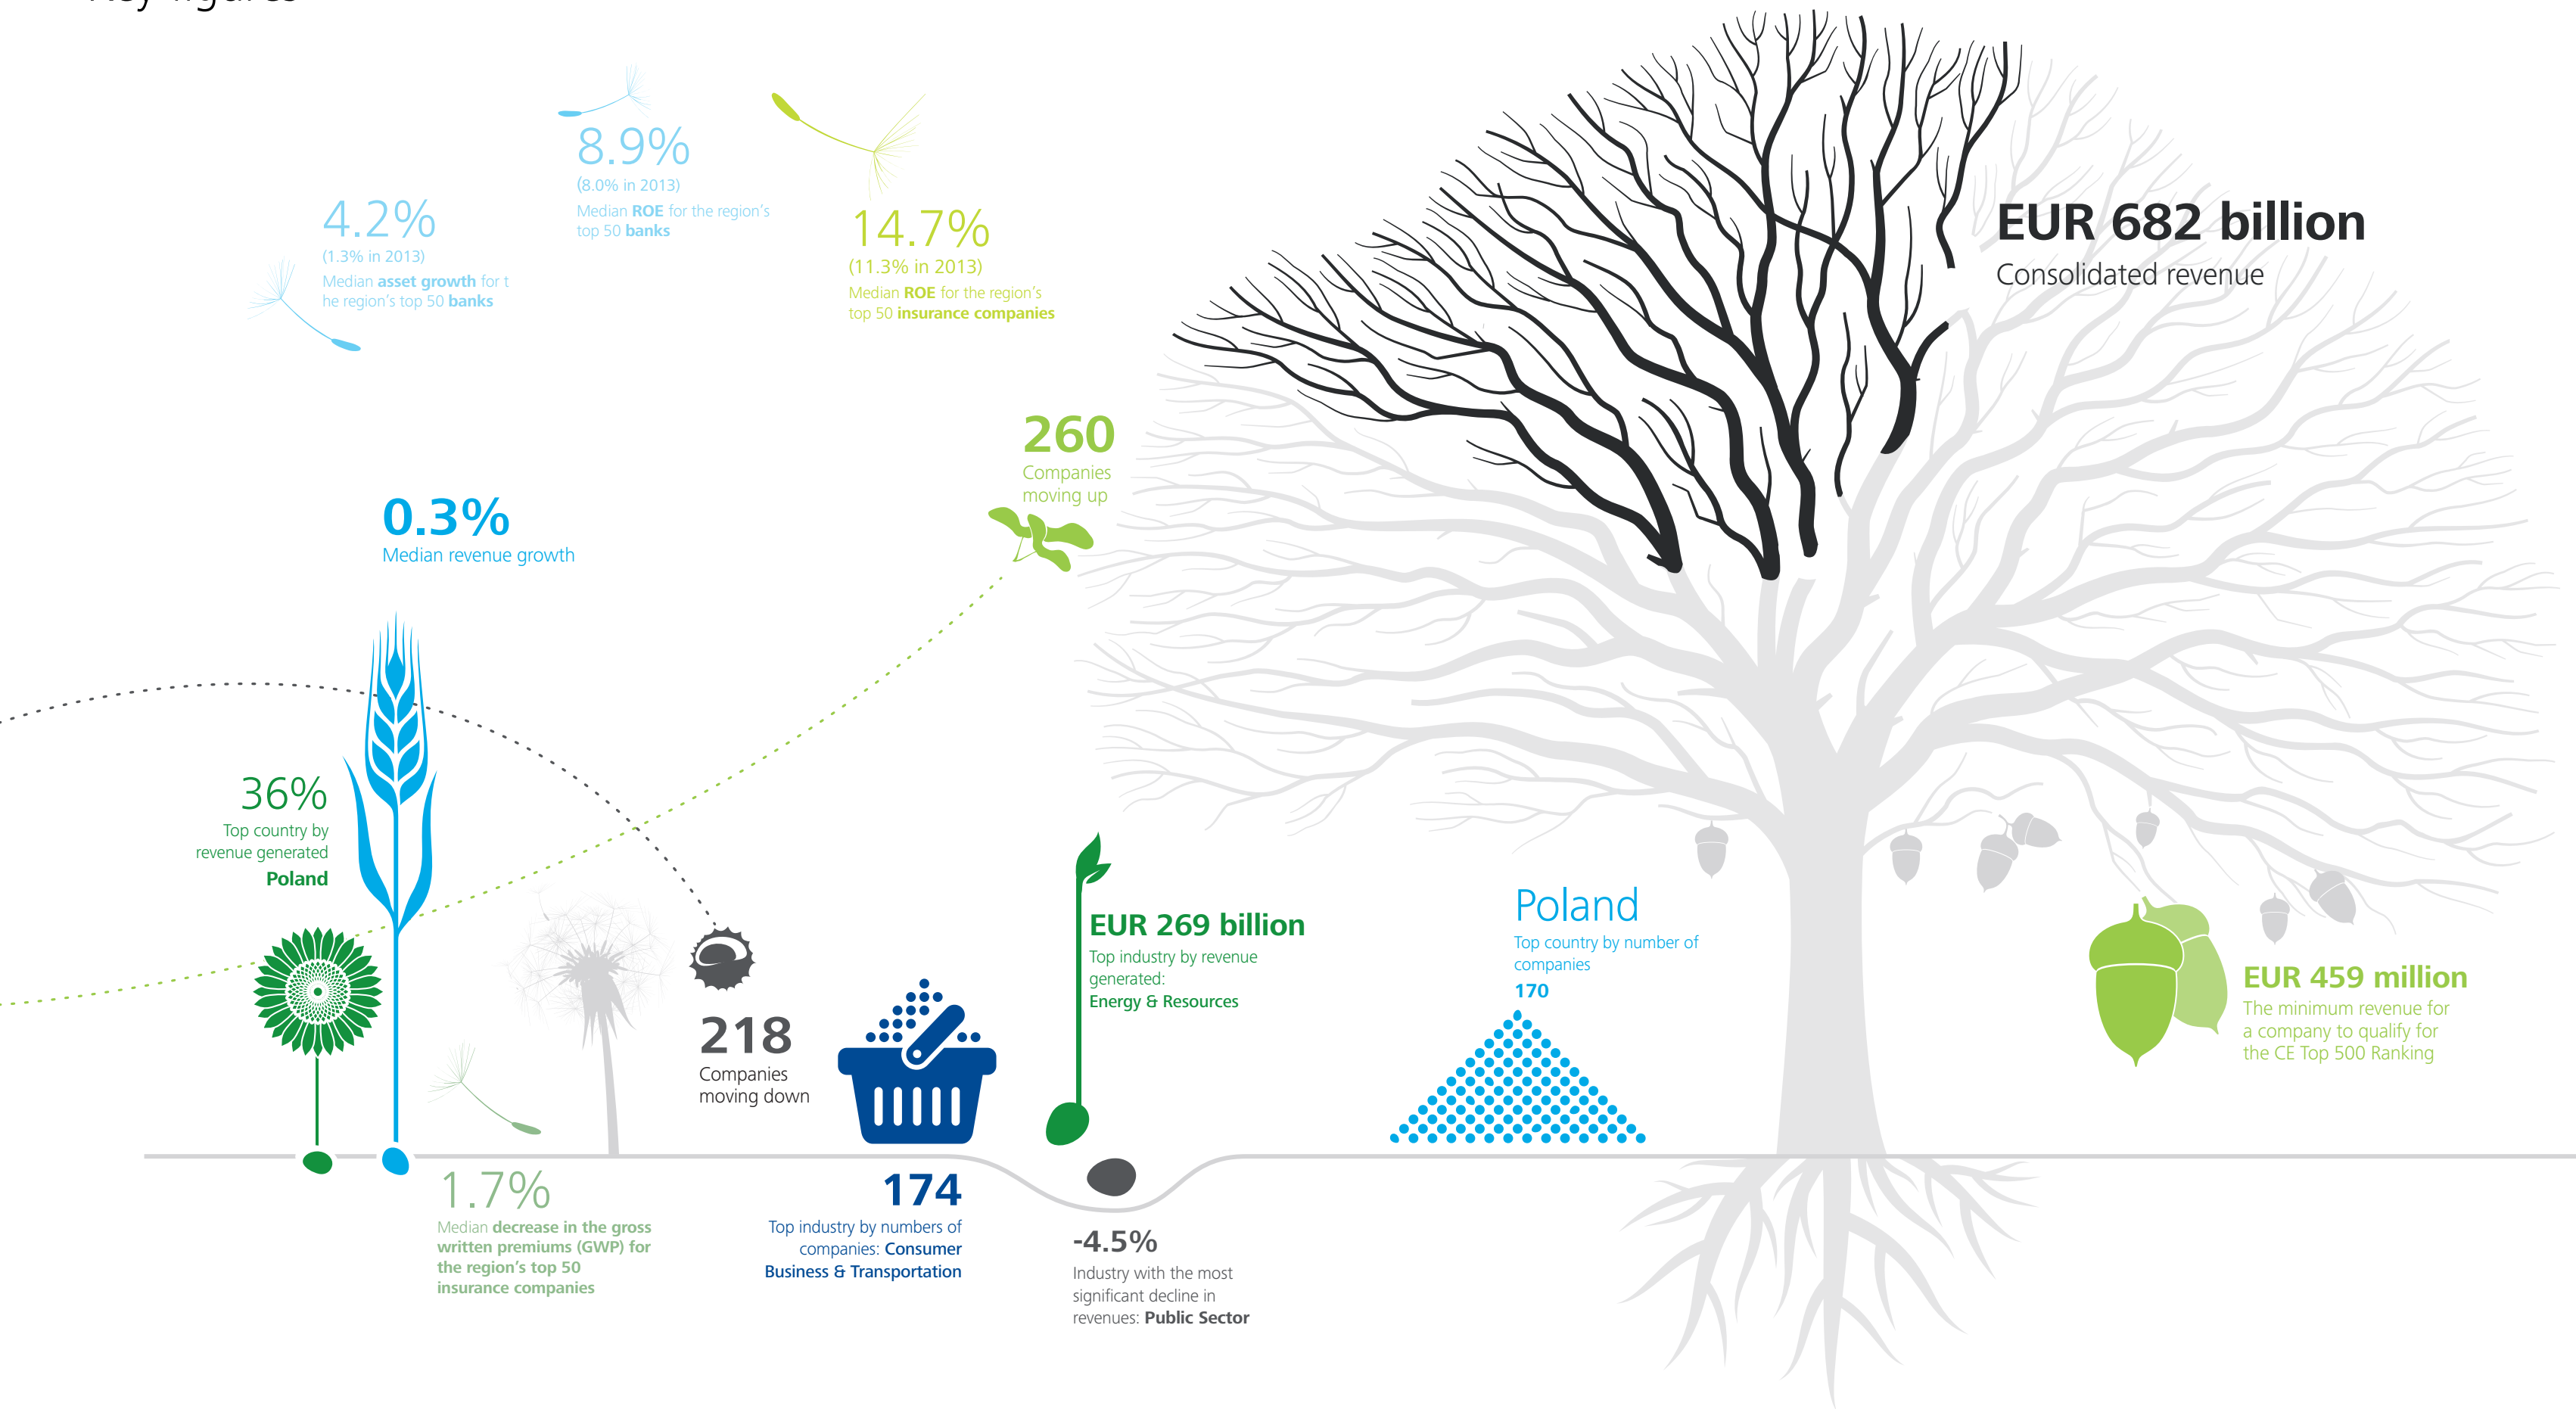 Key figures
8.9%
(8.0% in 2013)
Median ROE for the region's
top 50 banks
4.2%
(1.3% in 2013)
Median asset growth for t
he region's top 50 banks
14.7%
(11.3% in 2013)
Median ROE for the region's
top 50 insurance companies
EUR 682 billion
Consolidated revenue
260
Companies
moving up
0.3%
Median revenue growth
36%
Top country by
revenue generated
Poland
218
Companies
moving down
EUR 269 billion
Top industry by revenue
generated:
Energy & Resources
Poland
Top country by number of
companies
170
EUR 459 million
The minimum revenue for
a company to qualify for
the CE Top 500 Ranking
1.7%
Median decrease in the gross
written premiums (GWP) for
the region's top 50
insurance companies
174
Top industry by numbers of
companies: Consumer
Business & Transportation
-4.5%
Industry with the most
significant decline in
revenues: Public Sector